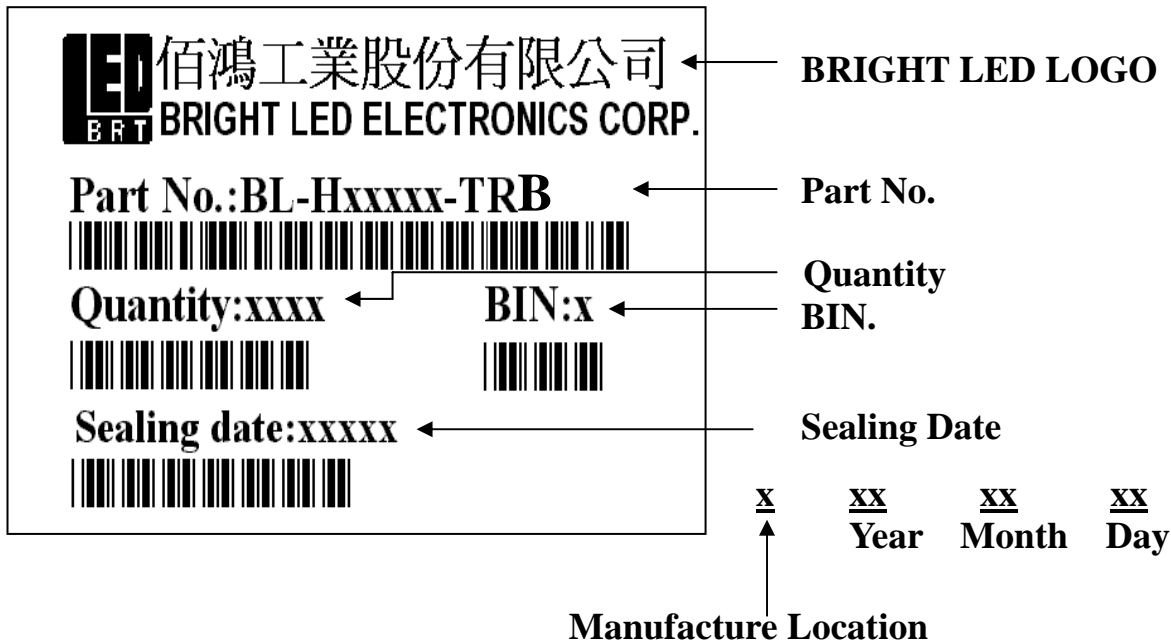 LED 佰鴻工業股份有限公司 BRIGHT LED LOGO
BRT BRIGHT LED ELECTRONICS CORP.
Part No.:BL-Hxxxxx-TRB Part No.
Quantity
Quantity:xxxx BIN:x BIN.
Sealing date:xxxxx Sealing Date
x xx xx xx
Year Month Day
Manufacture Location